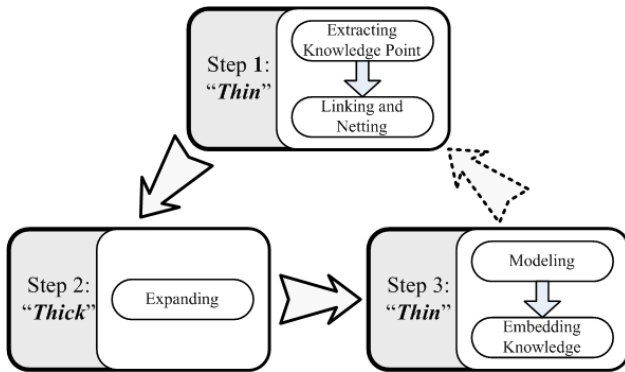 Step 1:
“Thin”
Extracting
Knowledge Point
Linking and
Netting
Step 2:
“Thick”
Expanding
Step 3:
“Thin”
Modeling
Embedding
Knowledge